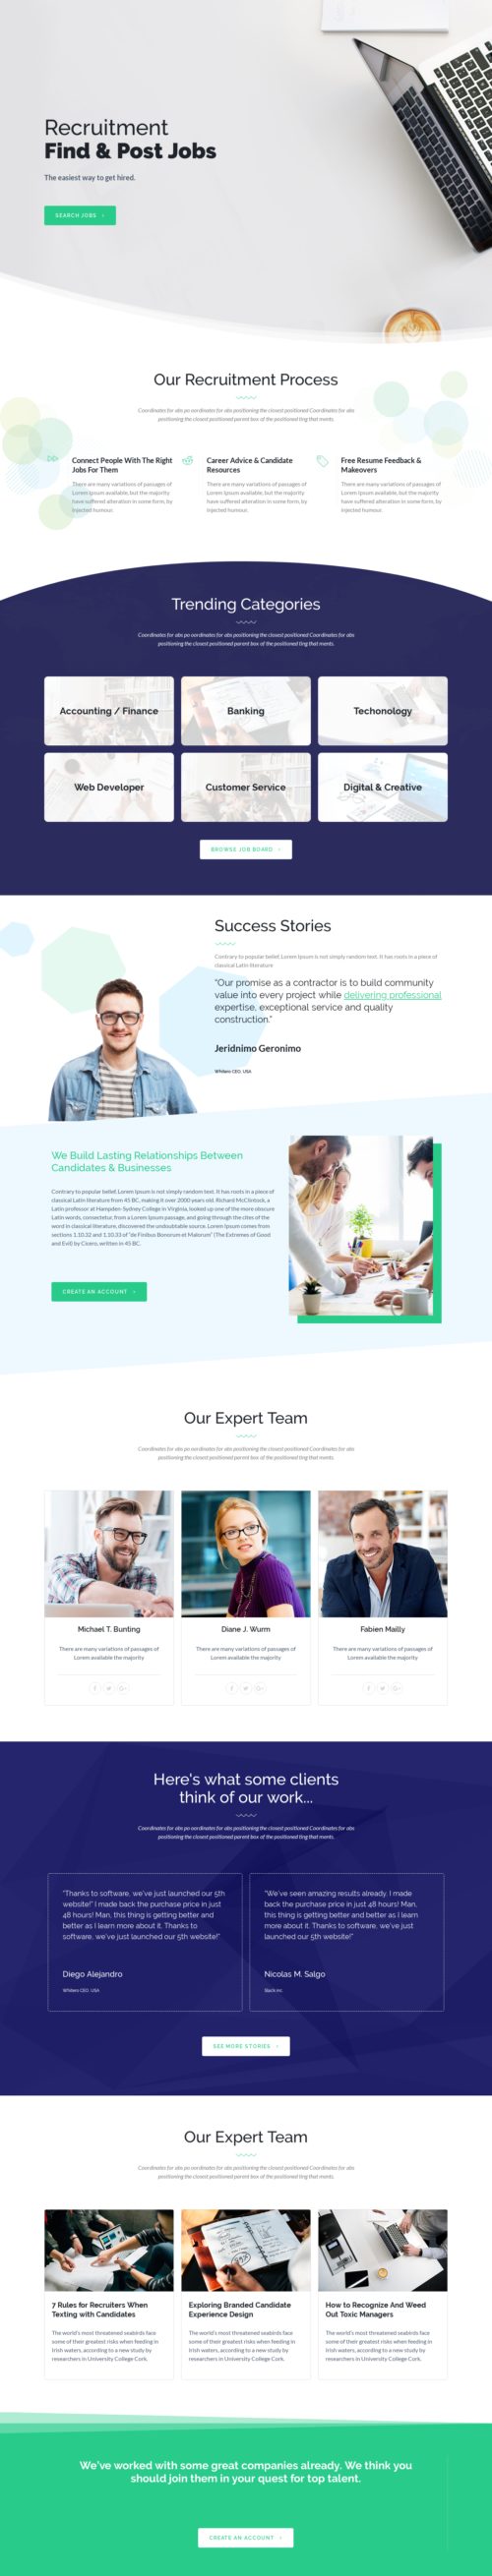 Recruitment
Find & Post Jobs
The easiest way to get hired.
SEARCH JOBS
Our Recruitment Process
Coordinates for abs po oordinates for abs positioning the closest positioned Coordinates for abs
positioning the closest positioned parent box of the positioned ting that ments.
Connect People With The Right
Jobs For Them
There are many variations of passages of
Lorem Ipsum available, but the majority
have suffered alteration in some form, by
injected humour.
Career Advice & Candidate
Resources
There are many variations of passages of
Lorem Ipsum available, but the majority
have suffered alteration in some form, by
injected humour.
Free Resume Feedback &
Makeovers
There are many variations of passages of
Lorem Ipsum available, but the majority
have suffered alteration in some form, by
injected humour.
Trending Categories
Coordinates for abs po oordinates for abs positioning the closest positioned Coordinates for abs
positioning the closest positioned parent box of the positioned ting that ments.
Accounting / Finance
Banking
Techonology
Web Developer
Customer Service
Digital & Creative
BROWSE JOB BOARD
Success Stories
Contrary to popular belief, Lorem Ipsum is not simply random text. It has roots in a piece of
classical Latin literature
"Our promise as a contractor is to build community
value into every project while delivering professional
expertise, exceptional service and quality
construction."
Jeridnimo Geronimo
CEO, USA
We Build Lasting Relationships Between
Candidates & Businesses
Contrary to popular belief, Lorem Ipsum is not simply random text. It has roots in a piece of
classical Latin literature from 45 BC, making it over 2000 years old. Richard McClintock, a
Latin professor at Hampden-Sydney College in Virginia, looked up one of the more obscure
Latin words, consectetur, from a Lorem Ipsum passage, and going through the cites of the
word in classical literature, discovered the undoubtable source. Lorem Ipsum comes from
sections 1.10.32 and 1.10.33 of "de Finibus Bonorum et Malorum" (The Extremes of Good
and Evil) by Cicero, written in 45 BC.
CREATE AN ACCOUNT
Our Expert Team
Coordinates for abs po oordinates for abs positioning the closest positioned Coordinates for abs
positioning the closest positioned parent box of the positioned ting that ments.
Michael T. Bunting
There are many variations of passages of
Lorem available the majority
Diane J. Wurm
There are many variations of passages of
Lorem available the majority
Fabien Mailly
There are many variations of passages of
Lorem available the majority
Here's what some clients
think of our work...
Coordinates for abs po oordinates for abs positioning the closest positioned Coordinates for abs
positioning the closest positioned parent box of the positioned ting that ments.
"Thanks to software, we've just launched our 5th
website!" I made back the purchase price in just
48 hours! Man, this thing is getting better and
better as I learn more about it. Thanks to
software, we've just launched our 5th website!"
Diego Alejandro
CEO, USA
"We've seen amazing results already. I made
back the purchase price in just 48 hours! Man,
this thing is getting better and better as I learn
more about it. Thanks to software, we've just
launched our 5th website!"
Nicolas M. Salgo
Slack inc.
SEE MORE STORIES
Our Expert Team
Coordinates for abs po oordinates for abs positioning the closest positioned Coordinates for abs
positioning the closest positioned parent box of the positioned ting that ments.
7 Rules for Recruiters When
Texting with Candidates
The world's most threatened seabirds face
some of their greatest risks when feeding in
Irish waters, according to a new study by
researchers in University College Cork.
Exploring Branded Candidate
Experience Design
The world's most threatened seabirds face
some of their greatest risks when feeding in
Irish waters, according to a new study by
researchers in University College Cork.
How to Recognize And Weed
Out Toxic Managers
The world's most threatened seabirds face
some of their greatest risks when feeding in
Irish waters, according to a new study by
researchers in University College Cork.
We've worked with some great companies already. We think you
should join them in your quest for top talent.
CREATE AN ACCOUNT